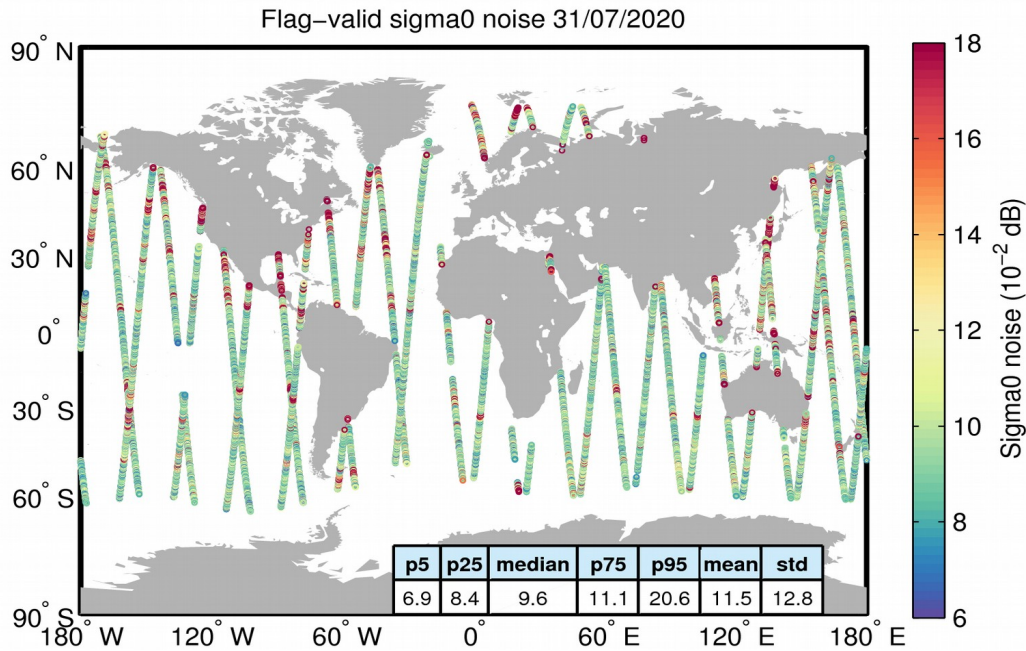 Flag−valid sigma0 noise 31/07/2020
90° N
60° N
30° N
0°
30° S
60° S
90° S
180° W 120° W 60° W 0° 60° E 120° E 180° E
p5 p25 median p75 p95 mean std
6.9 8.4 9.6 11.1 20.6 11.5 12.8
18
16
14
12
10
8
6
Sigma0 noise (10⁻² dB)